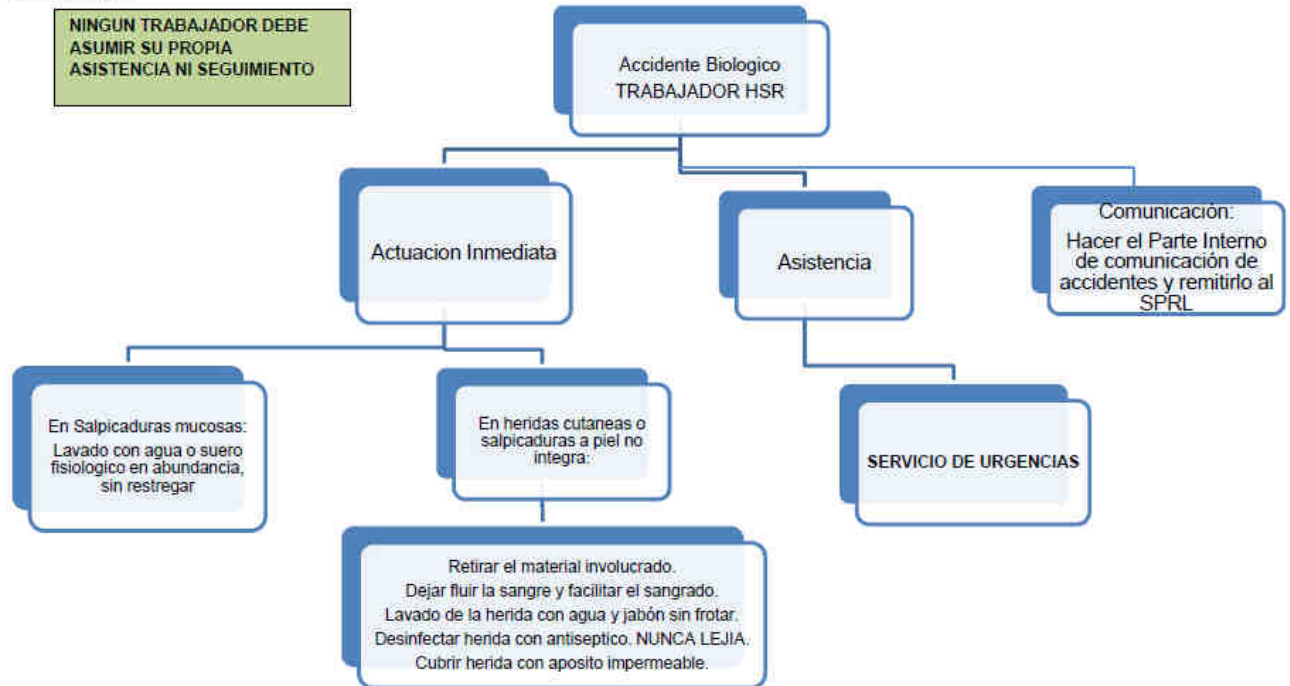 NINGUN TRABAJADOR DEBE
ASUMIR SU PROPIA
ASISTENCIA NI SEGUIMIENTO
Accidente Biologico
TRABAJADOR HSR
Actuacion Inmediata
Asistencia
Comunicación:
Hacer el Parte Interno
de comunicación de
accidentes y remitirlo al
SPRL
En Salpicaduras mucosas:
Lavado con agua o suero
fisiologico en abundancia,
sin restregar
En heridas cutaneas o
salpicaduras a piel no
integra:
SERVICIO DE URGENCIAS
Retirar el material involucrado.
Dejar fluir la sangre y facilitar el sangrado.
Lavado de la herida con agua y jabón sin frotar.
Desinfectar herida con antiseptico. NUNCA LEJIA.
Cubrir herida con aposito impermeable.